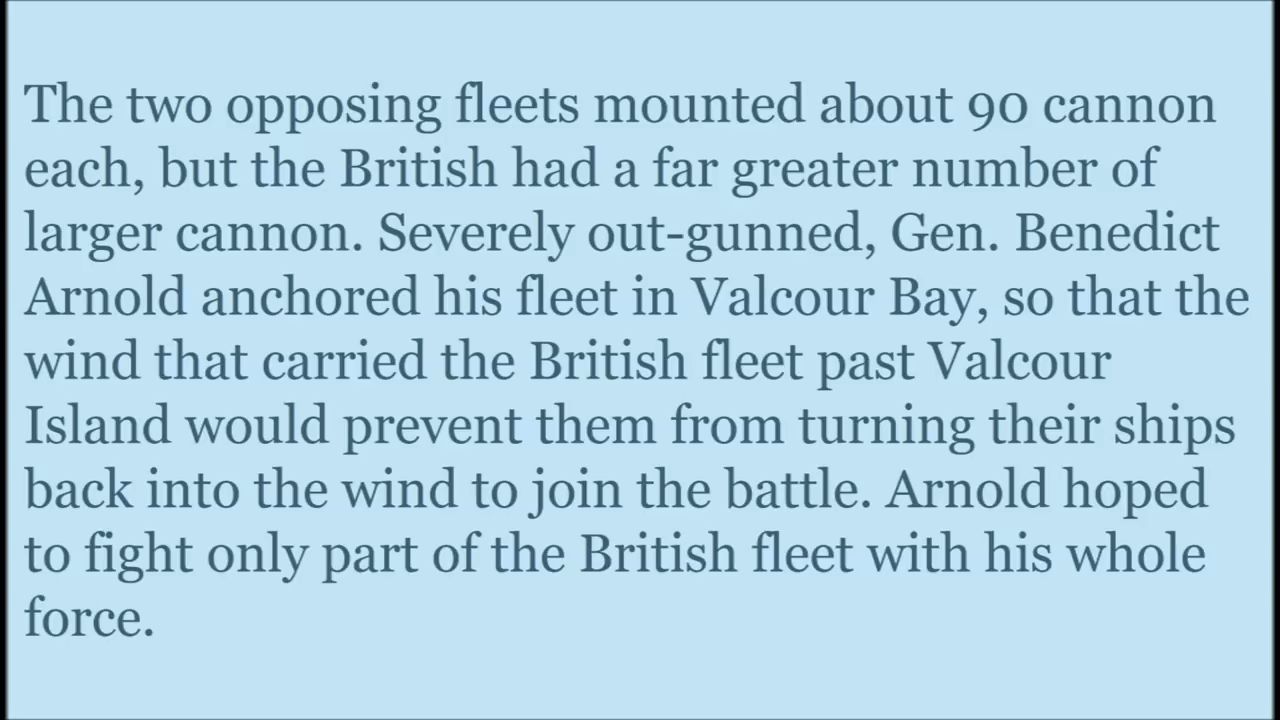 The two opposing fleets mounted about 90 cannon
each, but the British had a far greater number of
larger cannon. Severely out-gunned, Gen. Benedict
Arnold anchored his fleet in Valcour Bay, so that the
wind that carried the British fleet past Valcour
Island would prevent them from turning their ships
back into the wind to join the battle. Arnold hoped
to fight only part of the British fleet with his whole
force.